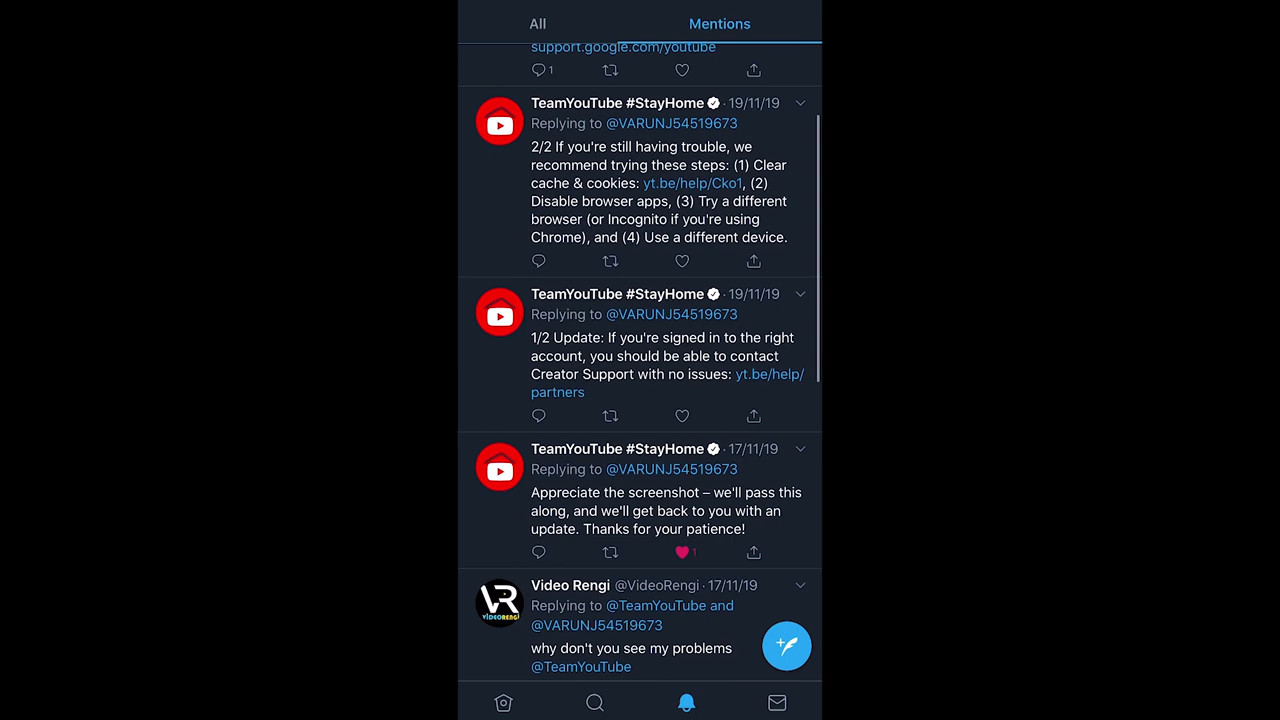 All
Mentions
support.google.com/youtube
1
TeamYouTube #StayHome · 19/11/19
Replying to @VARUNJ54519673
2/2 If you're still having trouble, we
recommend trying these steps: (1) Clear
cache & cookies: yt.be/help/Cko1, (2)
Disable browser apps, (3) Try a different
browser (or Incognito if you're using
Chrome), and (4) Use a different device.
TeamYouTube #StayHome · 19/11/19
Replying to @VARUNJ54519673
1/2 Update: If you're signed in to the right
account, you should be able to contact
Creator Support with no issues: yt.be/help/
partners
TeamYouTube #StayHome · 17/11/19
Replying to @VARUNJ54519673
Appreciate the screenshot – we'll pass this
along, and we'll get back to you with an
update. Thanks for your patience!
1
VR
VIDEORENGI
Video Rengi @VideoRengi · 17/11/19
Replying to @TeamYouTube and
@VARUNJ54519673
why don't you see my problems
@TeamYouTube